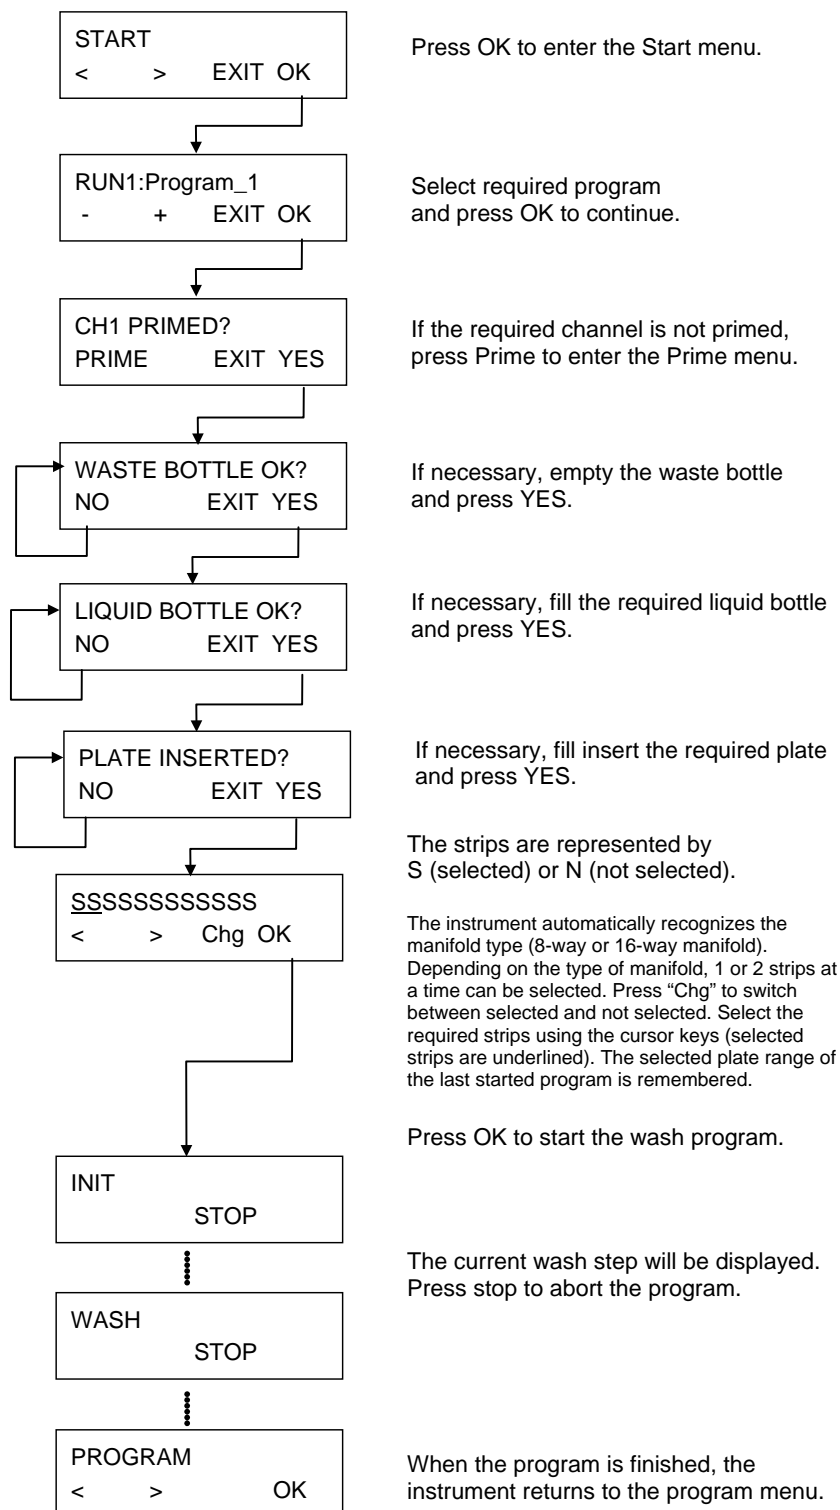 START
< > EXIT OK
Press OK to enter the Start menu.
RUN1:Program_1
- + EXIT OK
Select required program
and press OK to continue.
CH1 PRIMED?
PRIME EXIT YES
If the required channel is not primed,
press Prime to enter the Prime menu.
WASTE BOTTLE OK?
NO EXIT YES
If necessary, empty the waste bottle
and press YES.
LIQUID BOTTLE OK?
NO EXIT YES
If necessary, fill the required liquid bottle
and press YES.
PLATE INSERTED?
NO EXIT YES
If necessary, fill insert the required plate
and press YES.
The strips are represented by
S (selected) or N (not selected).
SSSSSSSSSSSS
< > Chg OK
The instrument automatically recognizes the
manifold type (8-way or 16-way manifold).
Depending on the type of manifold, 1 or 2 strips at
a time can be selected. Press “Chg” to switch
between selected and not selected. Select the
required strips using the cursor keys (selected
strips are underlined). The selected plate range of
the last started program is remembered.
Press OK to start the wash program.
INIT
STOP
The current wash step will be displayed.
Press stop to abort the program.
WASH
STOP
PROGRAM
< > OK
When the program is finished, the
instrument returns to the program menu.